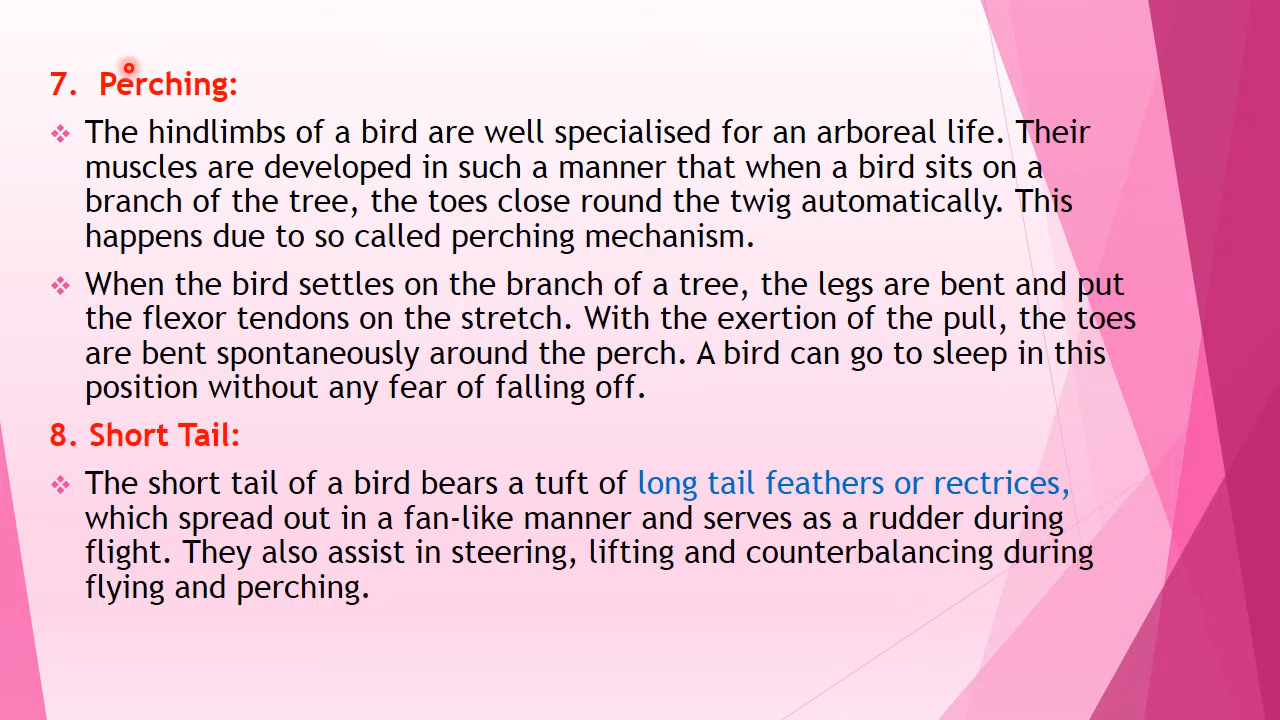 7. Perching:
The hindlimbs of a bird are well specialised for an arboreal life. Their
muscles are developed in such a manner that when a bird sits on a
branch of the tree, the toes close round the twig automatically. This
happens due to so called perching mechanism.
When the bird settles on the branch of a tree, the legs are bent and put
the flexor tendons on the stretch. With the exertion of the pull, the toes
are bent spontaneously around the perch. A bird can go to sleep in this
position without any fear of falling off.
8. Short Tail:
The short tail of a bird bears a tuft of long tail feathers or rectrices,
which spread out in a fan-like manner and serves as a rudder during
flight. They also assist in steering, lifting and counterbalancing during
flying and perching.